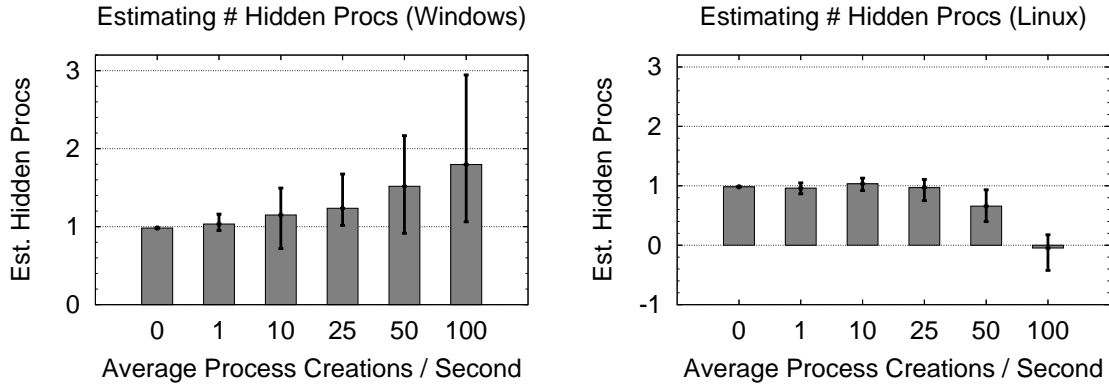 Estimating # Hidden Procs (Windows)
Est. Hidden Procs
3
2
1
0
0 1 10 25 50 100
Average Process Creations / Second
Estimating # Hidden Procs (Linux)
Est. Hidden Procs
3
2
1
0
-1
0 1 10 25 50 100
Average Process Creations / Second